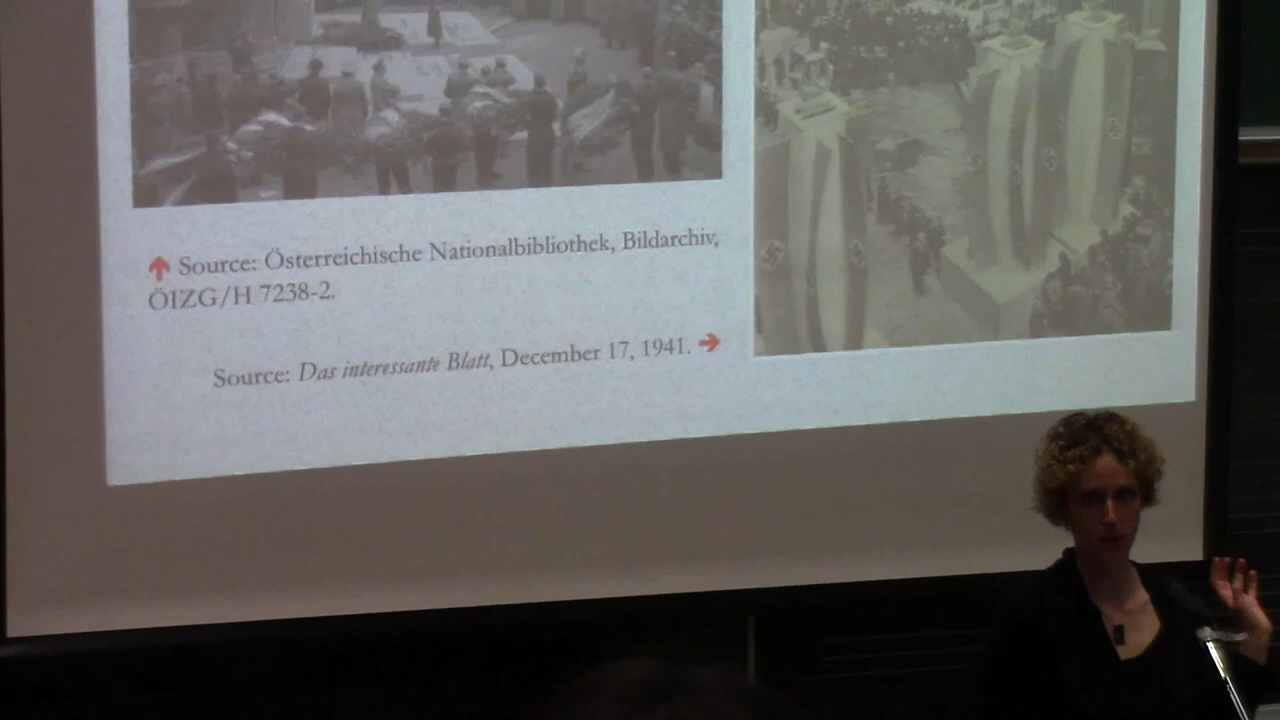 Source: Österreichische Nationalbibliothek, Bildarchiv,
ÖIZG/H 7238-2.
Source: Das interessante Blatt, December 17, 1941.